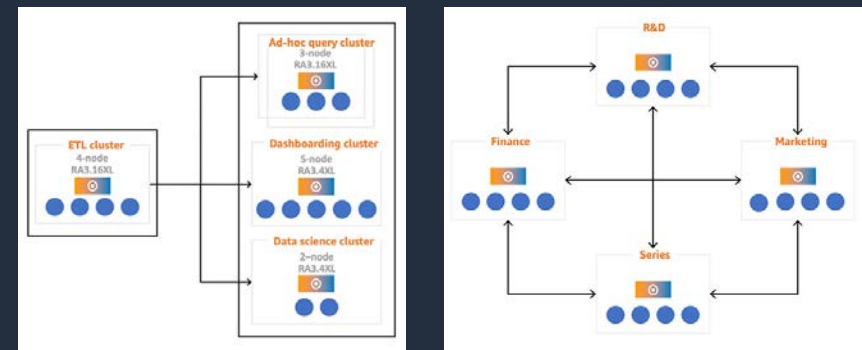 Ad-hoc query cluster
3-node
RA3.16XL
ETL cluster
4-node
RA3.16XL
Dashboarding cluster
5-node
RA3.4XL
Data science cluster
2-node
RA3.4XL
R&D
Finance
Marketing
Series